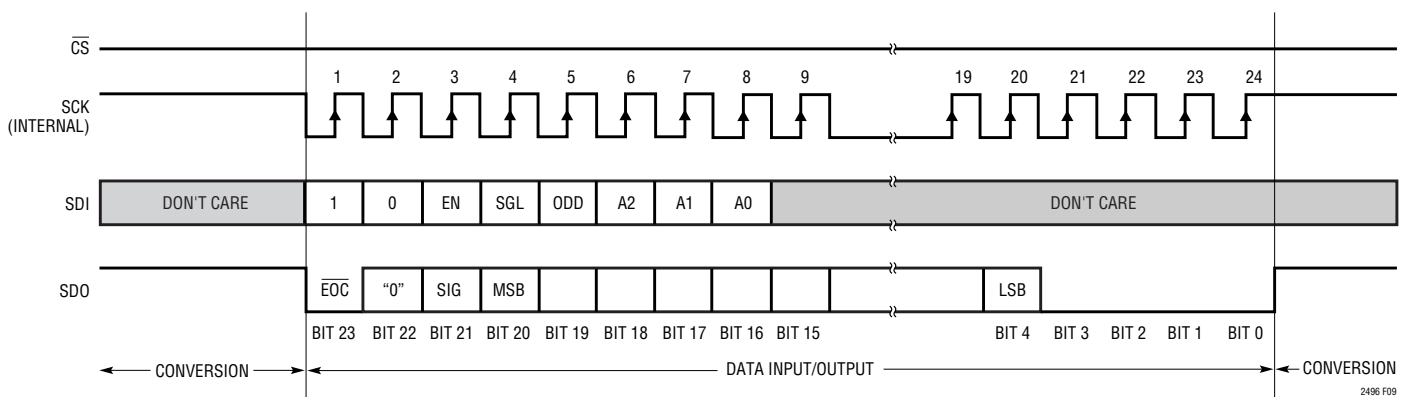 CS
1 2 3 4 5 6 7 8 9 19 20 21 22 23 24
SCK
(INTERNAL)
SDI DON'T CARE 1 0 EN SGL ODD A2 A1 A0 DON'T CARE
SDO EOC "0" SIG MSB LSB
BIT 23 BIT 22 BIT 21 BIT 20 BIT 19 BIT 18 BIT 17 BIT 16 BIT 15 BIT 4 BIT 3 BIT 2 BIT 1 BIT 0
CONVERSION DATA INPUT/OUTPUT CONVERSION
2496 F09